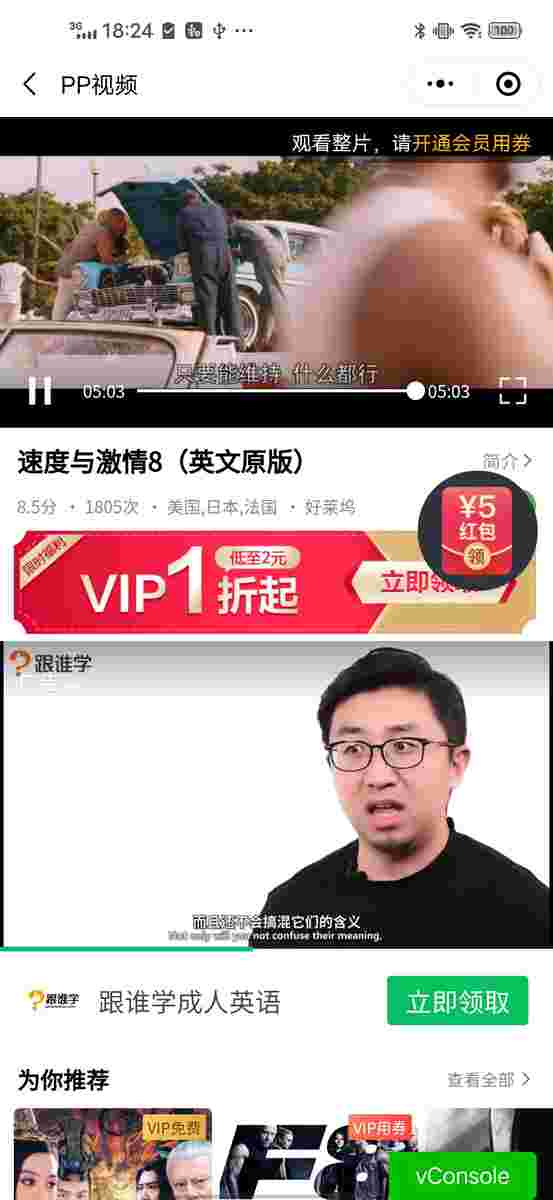 3G 18:24 100
PP视频
观看整片，请开通会员用券
只要能维持 什么都行
05:03 05:03
速度与激情8（英文原版）
简介
8.5分 · 1805次 · 美国,日本,法国 · 好莱坞
¥5
红包
领
限时福利
VIP1折起
低至2元
立即领取
跟谁学
而且还不会搞混它们的含义
Not only will you not confuse their meaning,
跟谁学
跟谁学成人英语
立即领取
为你推荐
查看全部
VIP免费
VIP用券
F8
vConsole